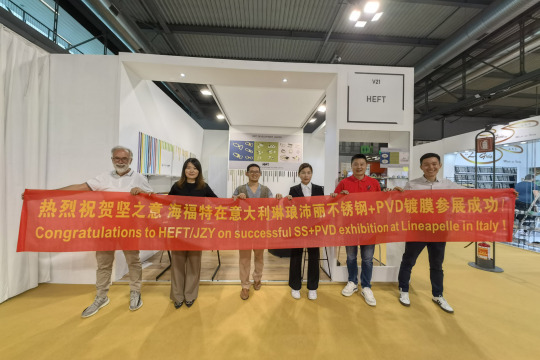 V21
HEFT
热烈祝贺坚之意 海福特在意大利琳琅沛丽不锈钢+PVD镀膜参展成功！
Congratulations to HEFT/JZY on successful SS+PVD exhibition at Lineapelle in Italy !